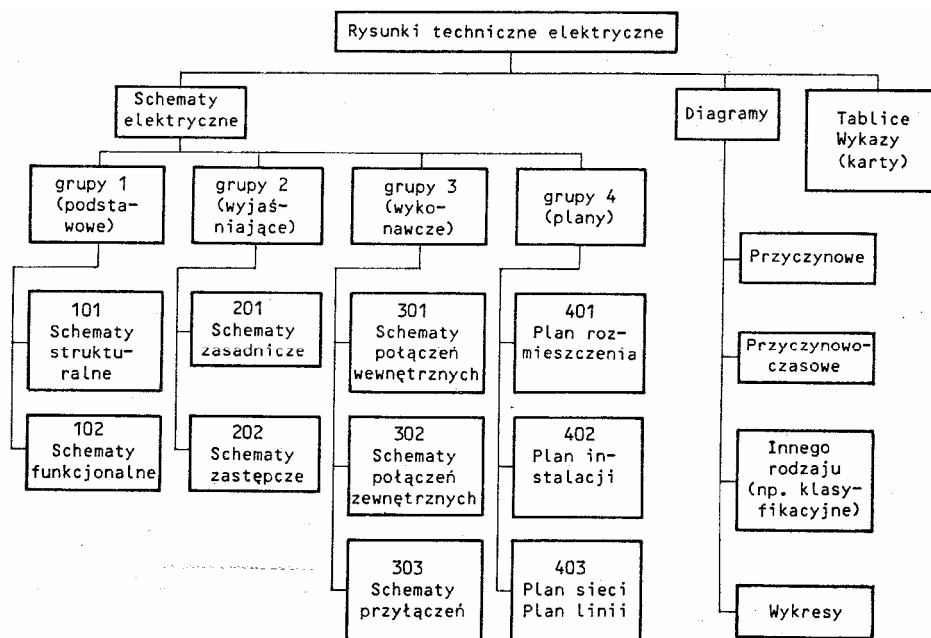 Rysunki techniczne elektryczne
Schematy
elektryczne
Diagramy
Tablice
Wykazy
(karty)
grupy 1
(podsta-
wowe)
grupy 2
(wyjaś-
niające)
grupy 3
(wyko-
nawcze)
grupy 4
(plany)
101
Schematy
struktu-
ralne
102
Schematy
funkcjonalne
201
Schematy
zasadnicze
202
Schematy
zastępcze
301
Schematy
połączeń
wewnętrznych
302
Schematy
połączeń
zewnętrznych
303
Schematy
przyłączeń
401
Plan roz-
mieszczenia
402
Plan in-
stalacji
403
Plan sieci
Plan linii
Przyczynowe
Przyczynowo-
czasowe
Innego
rodzaju
(np. klasy-
fikacyjne)
Wykresy